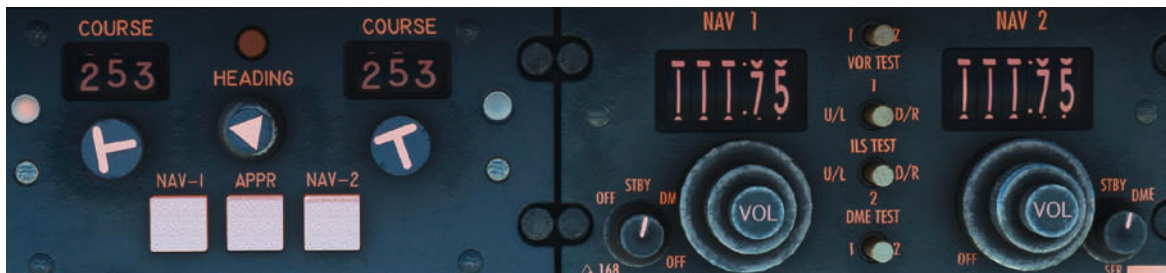 COURSE
253
HEADING
COURSE
253
NAV-1
APPR
NAV-2
NAV 1
111.75
OFF
STBY
DM
OFF
VOL
168
1 2
VOR TEST
1
U/L D/R
ILS TEST
U/L D/R
2
DME TEST
1 2
NAV 2
111.75
OFF
VOL
STBY
DME